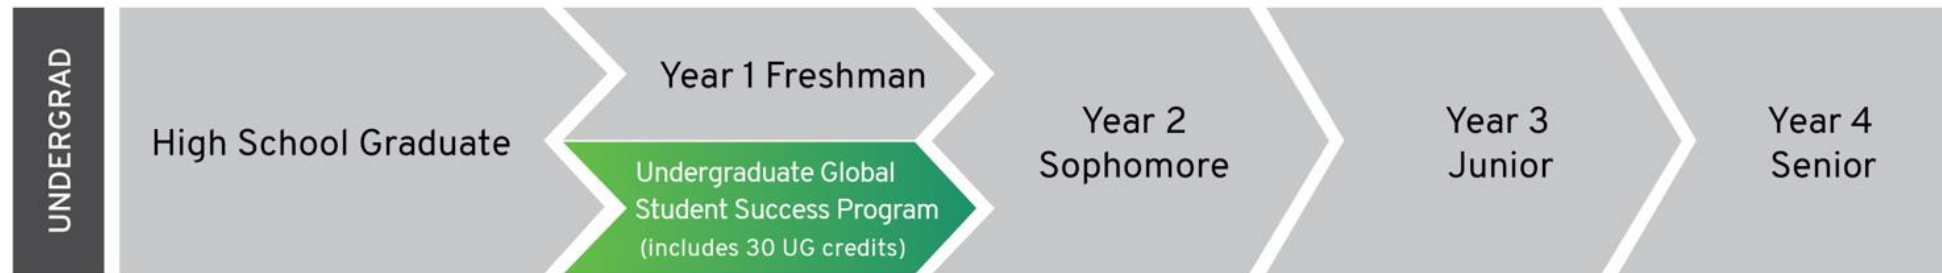 UNDERGRAD
High School Graduate
Year 1 Freshman
Undergraduate Global
Student Success Program
(includes 30 UG credits)
Year 2
Sophomore
Year 3
Junior
Year 4
Senior